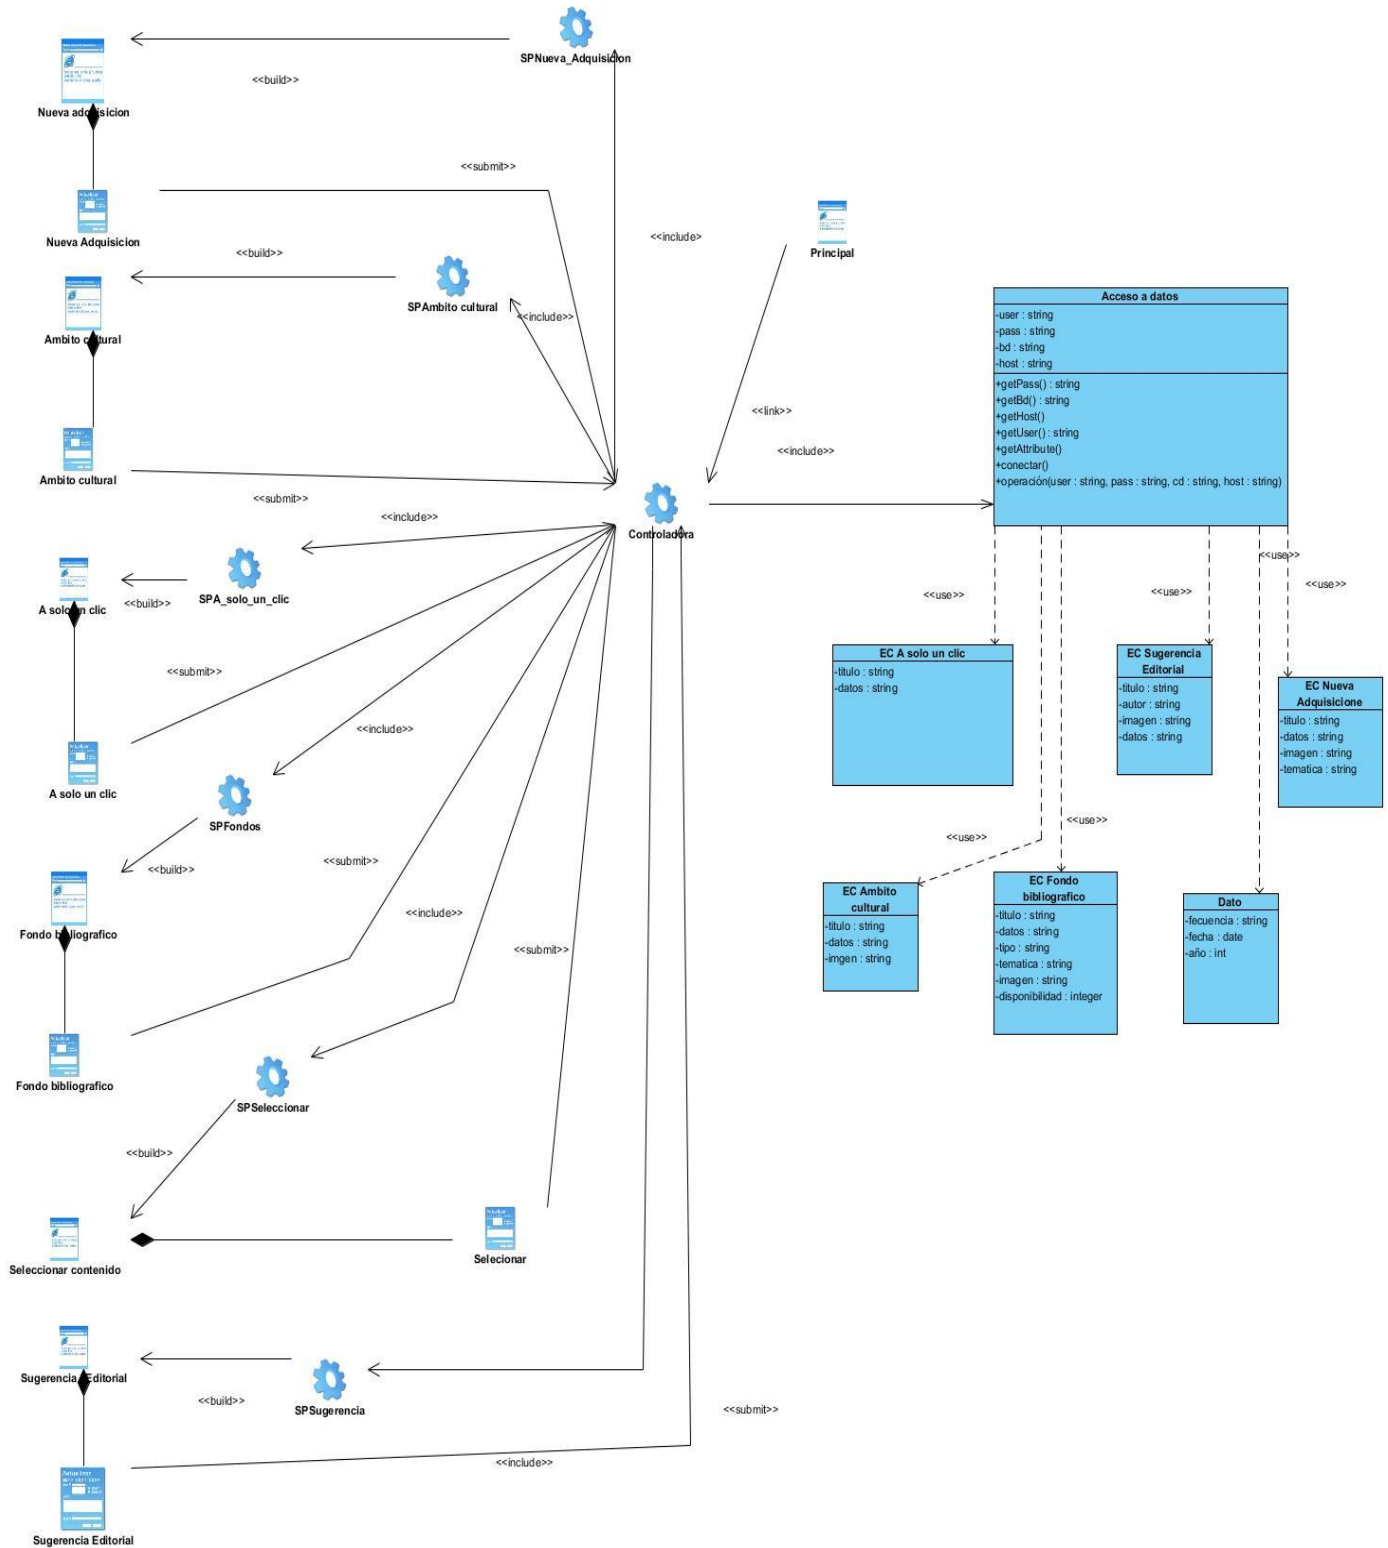 SPNueva_Adquisicion
<<build>>
Nueva adquisicion
<<submit>>
Nueva Adquisicion
<<include>
Principal
<<build>>
SPAmbito cultural
<<include>>
Ambito cultural
Ambito cultural
<<submit>>
<<link>>
<<include>>
Controladora
Acceso a datos
-user : string
-pass : string
-bd : string
-host : string
+getPass() : string
+getBd() : string
+getHost()
+getUser() : string
+getAttribute()
+conectar()
+operación(user : string, pass : string, cd : string, host : string)
<<include>>
SPA_solo_un_clic
<<build>>
A solo un clic
<<submit>>
A solo un clic
<<include>>
SPFondos
<<build>>
<<submit>>
Fondo bibliografico
<<include>>
<<submit>>
Fondo bibliografico
SPSeleccionar
<<build>>
Seleccionar contenido
Selecionar
Sugerencia Editorial
<<build>>
SPSugerencia
<<submit>>
<<include>>
Sugerencia Editorial
<<use>>
<<use>>
<<use>>
<<use>>
EC A solo un clic
-titulo : string
-datos : string
EC Sugerencia
Editorial
-titulo : string
-autor : string
-imagen : string
-datos : string
EC Nueva
Adquisicione
-titulo : string
-datos : string
-imagen : string
-tematica : string
<<use>>
<<use>>
EC Ambito
cultural
-titulo : string
-datos : string
-imgen : string
EC Fondo
bibliografico
-titulo : string
-datos : string
-tipo : string
-tematica : string
-imagen : string
-disponibilidad : integer
Dato
-fecuencia : string
-fecha : date
-año : int